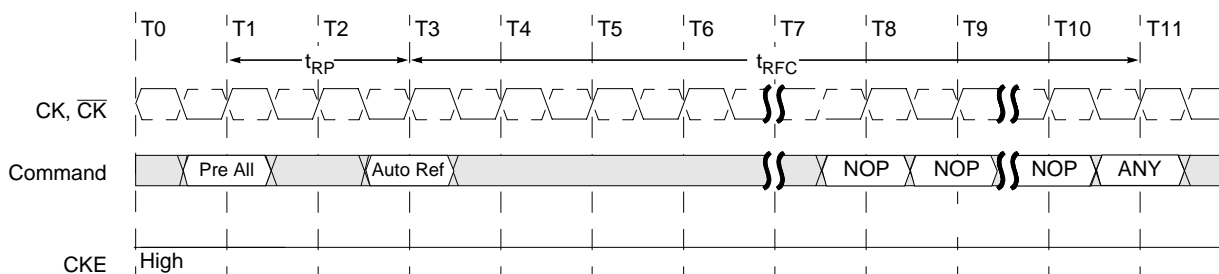 T0 T1 T2 T3 T4 T5 T6 T7 T8 T9 T10 T11
tRP tRFC
CK, C̅K̅
Command Pre All Auto Ref NOP NOP NOP ANY
CKE High